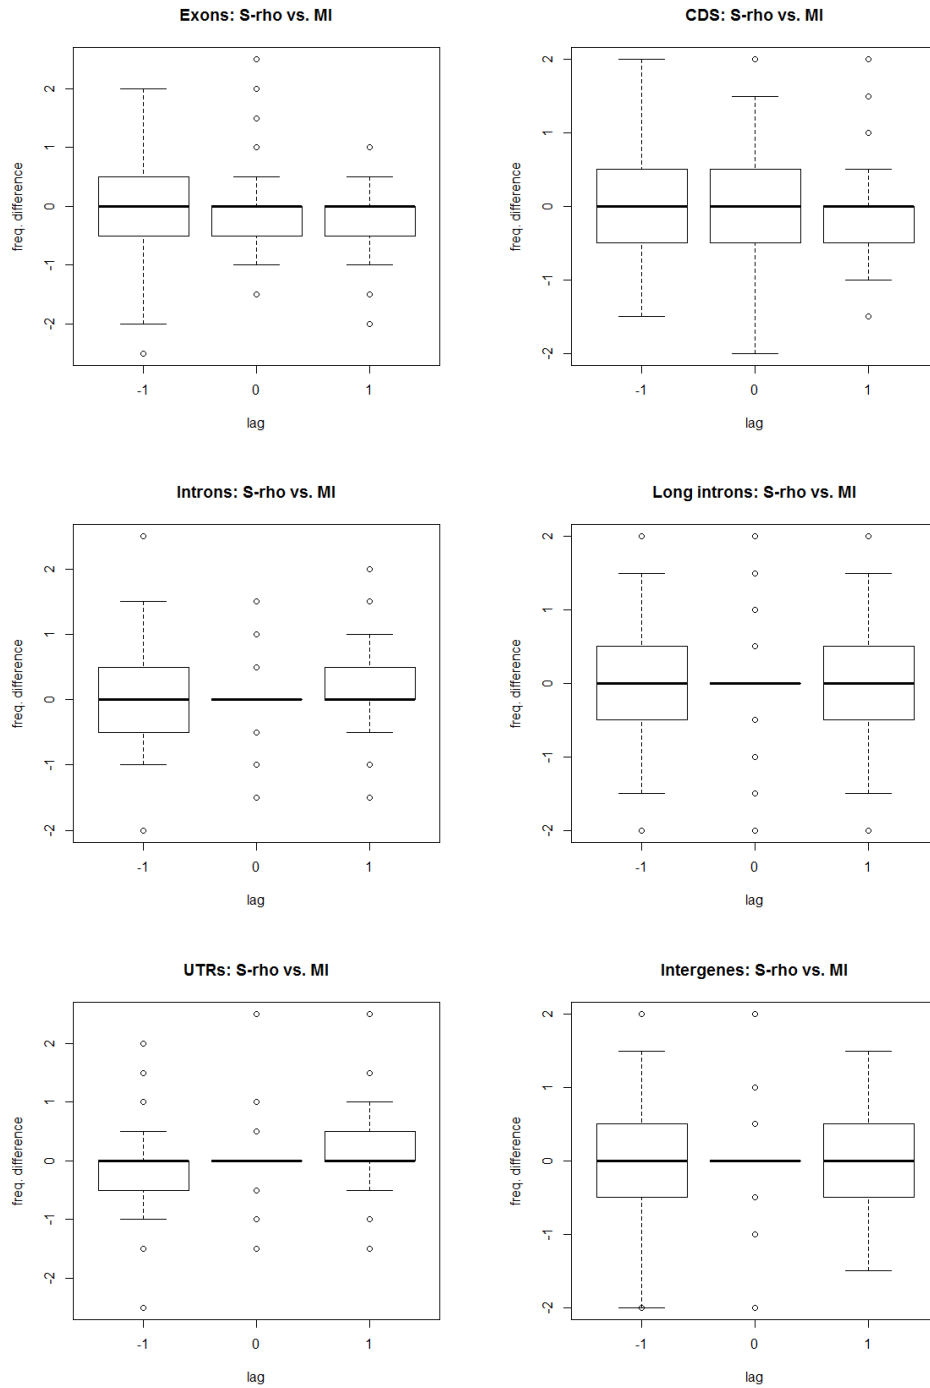 Exons: S-rho vs. MI
CDS: S-rho vs. MI
freq. difference
2
1
0
-1
-2
-1 0 1
lag
freq. difference
2
1
0
-1
-2
-1 0 1
lag
Introns: S-rho vs. MI
Long introns: S-rho vs. MI
freq. difference
2
1
0
-1
-2
-1 0 1
lag
freq. difference
2
1
0
-1
-2
-1 0 1
lag
UTRs: S-rho vs. MI
Intergenes: S-rho vs. MI
freq. difference
2
1
0
-1
-2
-1 0 1
lag
freq. difference
2
1
0
-1
-2
-1 0 1
lag